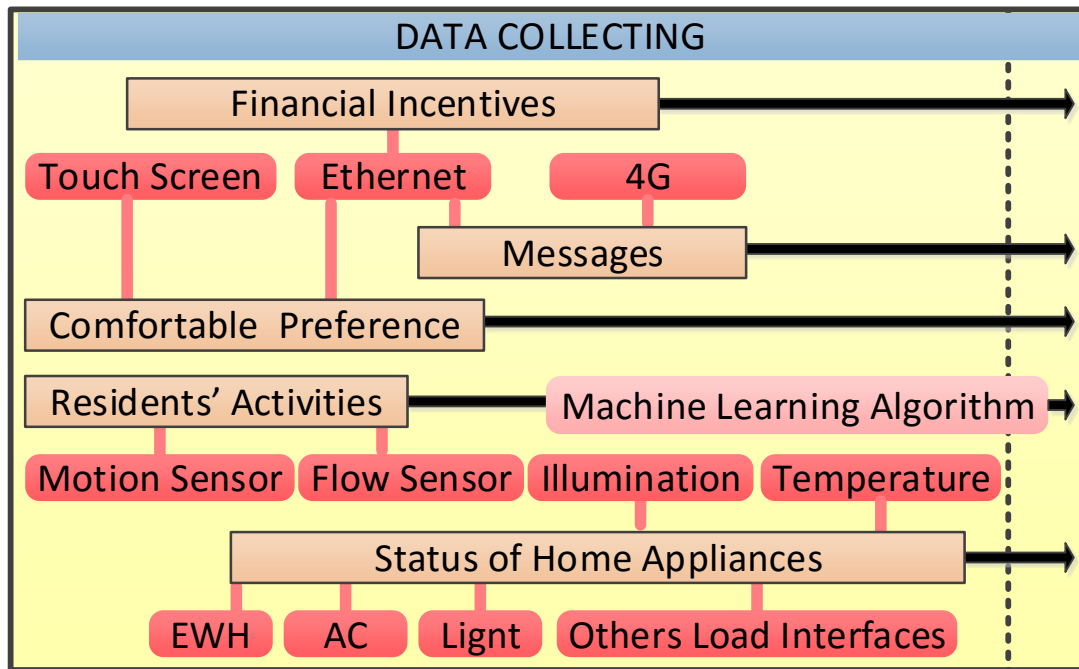 DATA COLLECTING
Financial Incentives
Touch Screen
Ethernet
4G
Messages
Comfortable Preference
Residents’ Activities
Machine Learning Algorithm
Motion Sensor
Flow Sensor
Illumination
Temperature
Status of Home Appliances
EWH
AC
Lignt
Others Load Interfaces